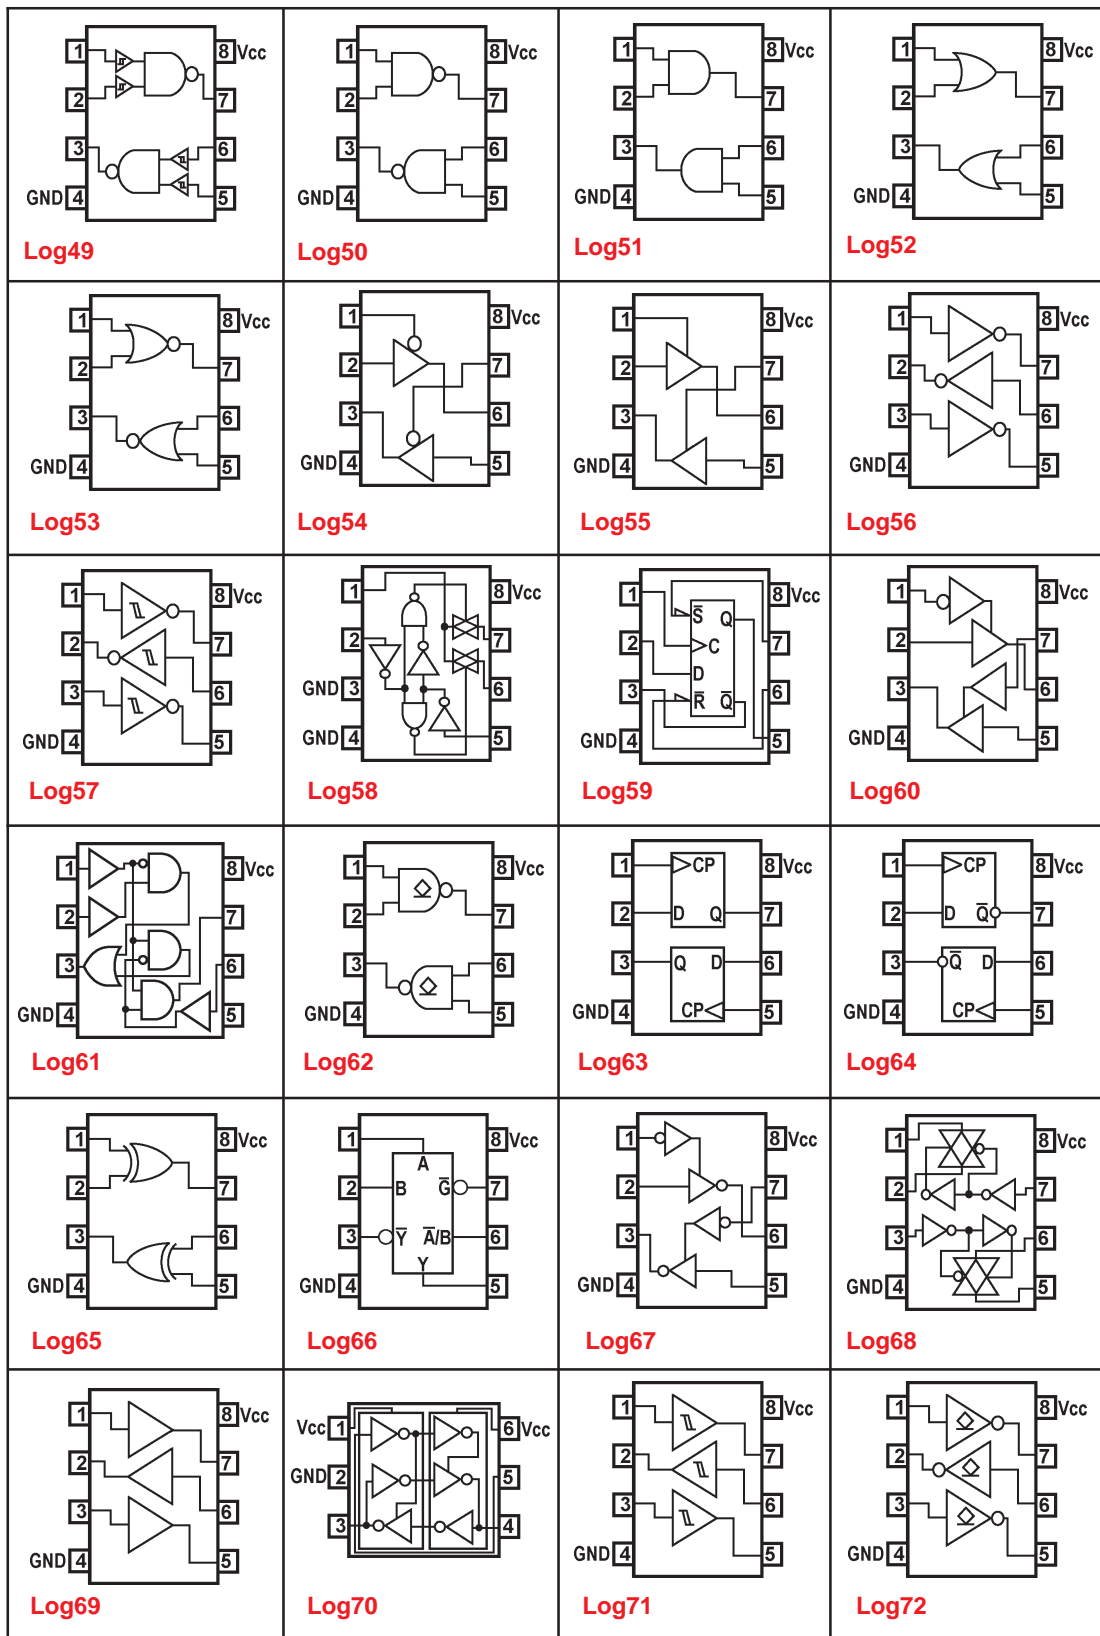 1 8 Vcc
2 7
3 6
GND 4 5
Log49
1 8 Vcc
2 7
3 6
GND 4 5
Log50
1 8 Vcc
2 7
3 6
GND 4 5
Log51
1 8 Vcc
2 7
3 6
GND 4 5
Log52
1 8 Vcc
2 7
3 6
GND 4 5
Log53
1 8 Vcc
2 7
3 6
GND 4 5
Log54
1 8 Vcc
2 7
3 6
GND 4 5
Log55
1 8 Vcc
2 7
3 6
GND 4 5
Log56
1 8 Vcc
2 7
3 6
GND 4 5
Log57
1 8 Vcc
2 7
GND 3 6
GND 4 5
Log58
1 8 Vcc
S̅ Q
2 C 7
D
3 R̅ Q̅ 6
GND 4 5
Log59
1 8 Vcc
2 7
3 6
GND 4 5
Log60
1 8 Vcc
2 7
3 6
GND 4 5
Log61
1 8 Vcc
2 7
3 6
GND 4 5
Log62
1 CP 8 Vcc
2 D Q 7
3 Q D 6
GND 4 CP 5
Log63
1 CP 8 Vcc
2 D Q̅ 7
3 Q̅ D 6
GND 4 CP 5
Log64
1 8 Vcc
2 7
3 6
GND 4 5
Log65
1 8 Vcc
A
2 B G̅ 7
3 Y̅ A̅/B 6
Y
GND 4 5
Log66
1 8 Vcc
2 7
3 6
GND 4 5
Log67
1 8 Vcc
2 7
3 6
GND 4 5
Log68
1 8 Vcc
2 7
3 6
GND 4 5
Log69
Vcc 1 6 Vcc
GND 2 5
3 4
Log70
1 8 Vcc
2 7
3 6
GND 4 5
Log71
1 8 Vcc
2 7
3 6
GND 4 5
Log72